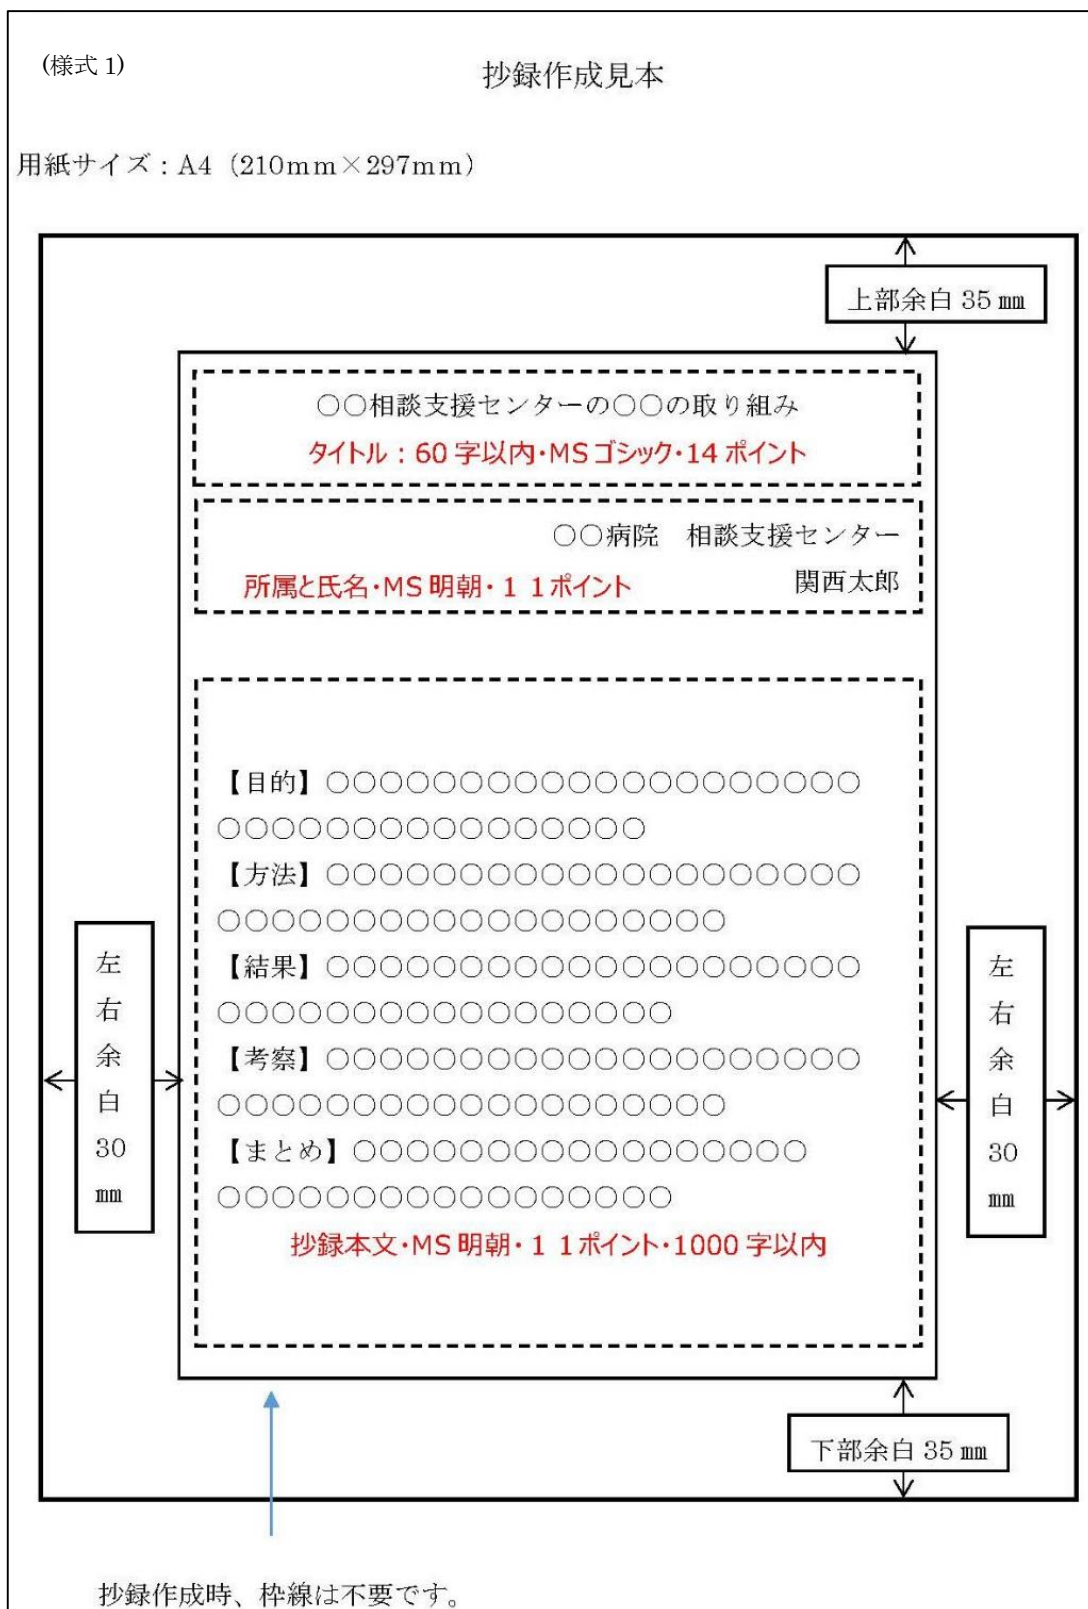 (様式 1)
抄録作成見本
用紙サイズ：A4（210mm×297mm）
上部余白 35 ㎜
○○相談支援センターの○○の取り組み
タイトル：60 字以内・MS ゴシック・14 ポイント
○○病院　相談支援センター
関西太郎
所属と氏名・MS 明朝・１１ポイント
【目的】○○○○○○○○○○○○○○○○○○○○
○○○○○○○○○○○○○○○○
【方法】○○○○○○○○○○○○○○○○○○○○
○○○○○○○○○○○○○○○○○○○
【結果】○○○○○○○○○○○○○○○○○○○○
○○○○○○○○○○○○○○○○○
【考察】○○○○○○○○○○○○○○○○○○○○
○○○○○○○○○○○○○○○○○○○
【まとめ】○○○○○○○○○○○○○○○○○
○○○○○○○○○○○○○○○○○
抄録本文・MS 明朝・１１ポイント・1000 字以内
左右余白 30 ㎜
左右余白 30 ㎜
下部余白 35 ㎜
抄録作成時、枠線は不要です。